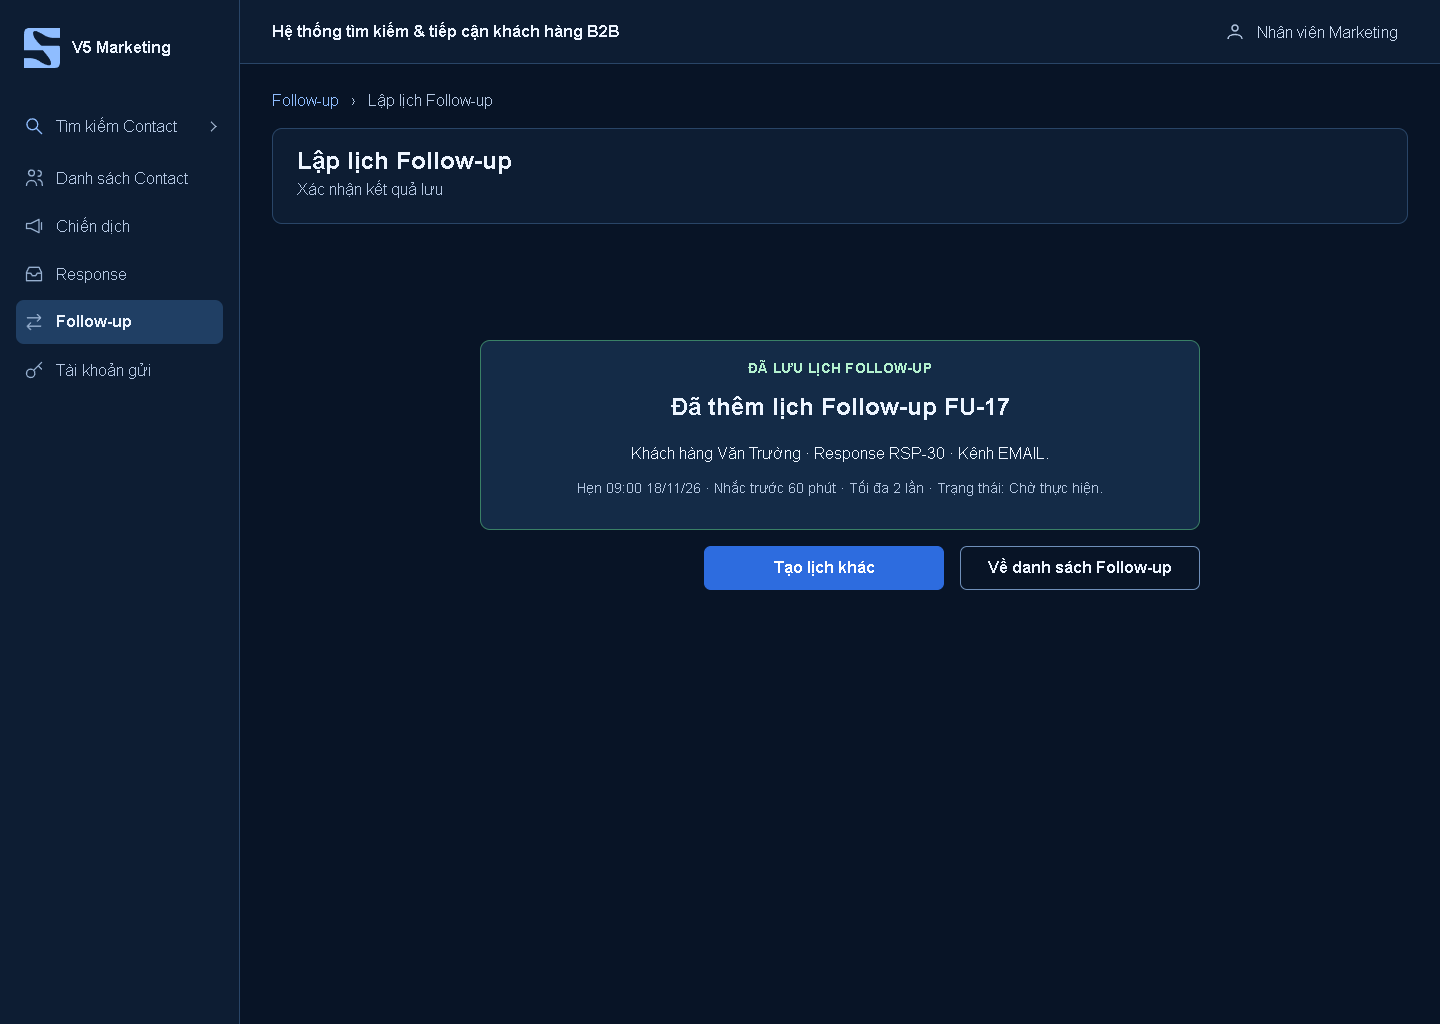 V5 Marketing
Hệ thống tìm kiếm & tiếp cận khách hàng B2B
Nhân viên Marketing
Tìm kiếm Contact
Danh sách Contact
Chiến dịch
Response
Follow-up
Tài khoản gửi
Follow-up › Lập lịch Follow-up
Lập lịch Follow-up
Xác nhận kết quả lưu
ĐÃ LƯU LỊCH FOLLOW-UP
Đã thêm lịch Follow-up FU-17
Khách hàng Văn Trường · Response RSP-30 · Kênh EMAIL.
Hẹn 09:00 18/11/26 · Nhắc trước 60 phút · Tối đa 2 lần · Trạng thái: Chờ thực hiện.
Tạo lịch khác
Về danh sách Follow-up